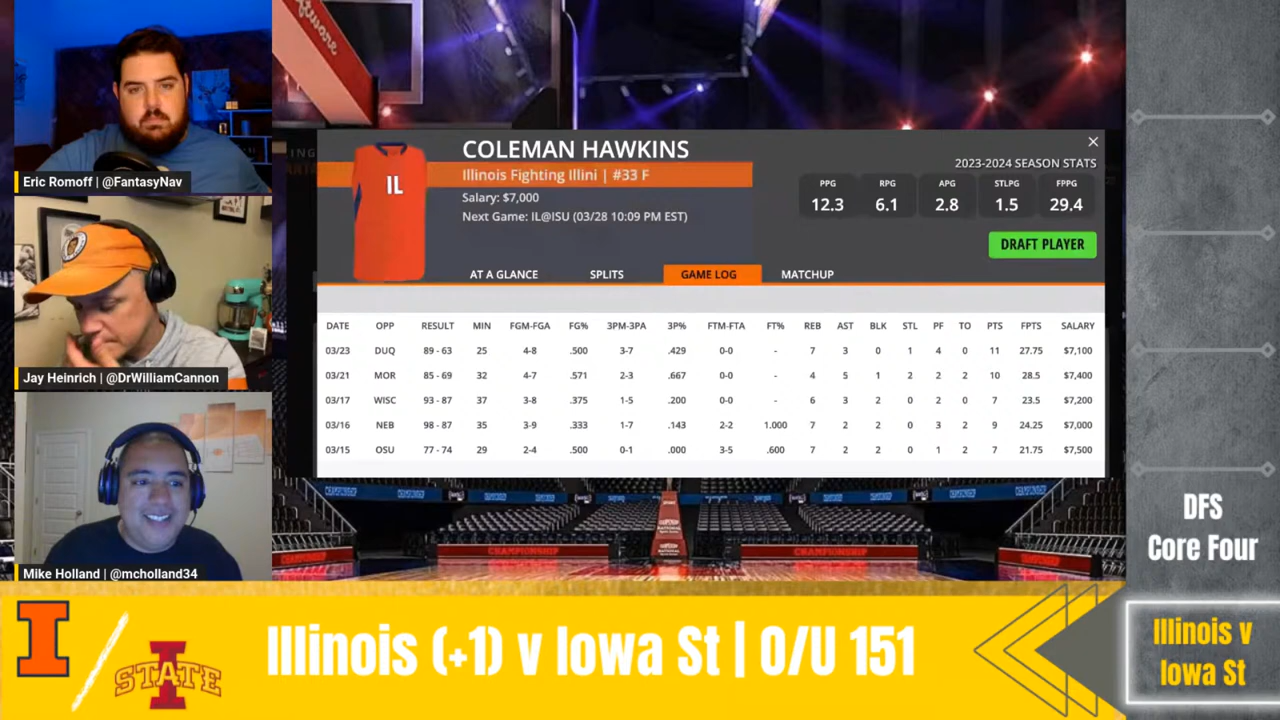 Eric Romoff | @FantasyNav
Jay Heinrich | @DrWilliamCannon
Mike Holland | @mcholland34
COLEMAN HAWKINS
Illinois Fighting Illini | #33 F
Salary: $7,000
Next Game: IL@ISU (03/28 10:09 PM EST)
IL
2023-2024 SEASON STATS
PPG RPG APG STLPG FPPG
12.3 6.1 2.8 1.5 29.4
DRAFT PLAYER
AT A GLANCE SPLITS GAME LOG MATCHUP
DATE OPP RESULT MIN FGM-FGA FG% 3PM-3PA 3P% FTM-FTA FT% REB AST BLK STL PF TO PTS FPTS SALARY
03/23 DUQ 89 - 63 25 4-8 .500 3-7 .429 0-0 - 7 3 0 1 4 0 11 27.75 $7,100
03/21 MOR 85 - 69 32 4-7 .571 2-3 .667 0-0 - 4 5 1 2 2 2 10 28.5 $7,400
03/17 WISC 93 - 87 37 3-8 .375 1-5 .200 0-0 - 6 3 2 0 2 0 7 23.5 $7,200
03/16 NEB 98 - 87 35 3-9 .333 1-7 .143 2-2 1.000 7 2 2 0 3 2 9 24.25 $7,000
03/15 OSU 77 - 74 29 2-4 .500 0-1 .000 3-5 .600 7 2 2 0 1 2 7 21.75 $7,500
CHAMPIONSHIP
CHAMPIONSHIP
DFS
Core Four
Illinois v
Iowa St
I
STATE
Illinois (+1) v Iowa St | O/U 151